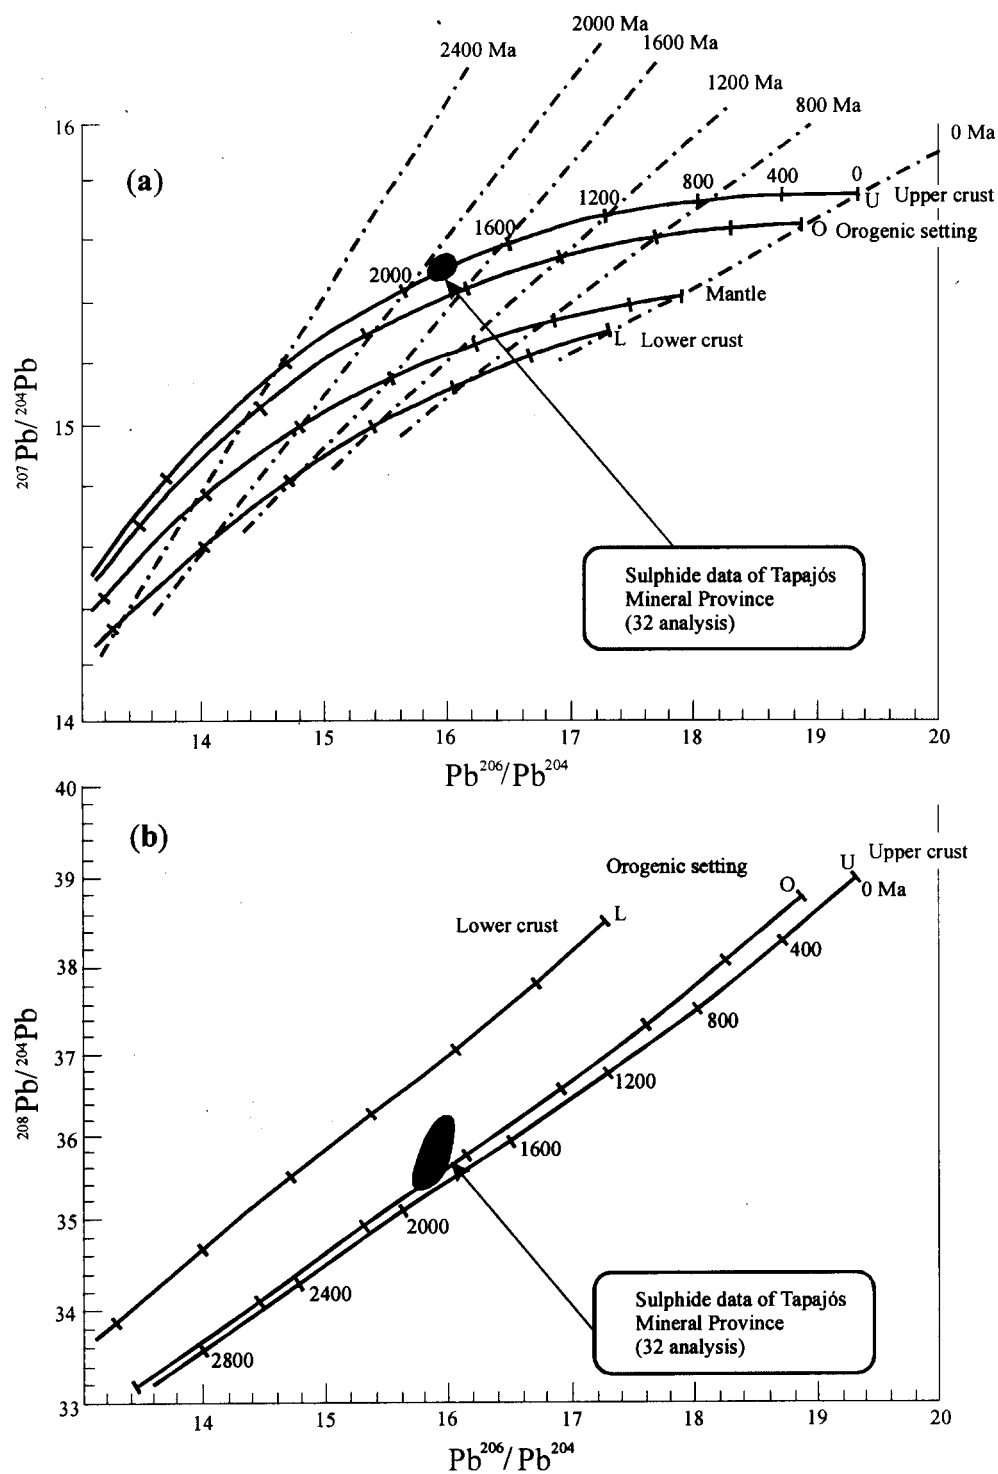 2000 Ma
2400 Ma
1600 Ma
1200 Ma
800 Ma
16
0 Ma
(a)
1200
800
400
0
U Upper crust
1600
O Orogenic setting
2000
Mantle
L Lower crust
15
²⁰⁷Pb/²⁰⁴Pb
Sulphide data of Tapajós
Mineral Province
(32 analysis)
14
14 15 16 17 18 19 20
Pb²⁰⁶/Pb²⁰⁴
40
(b)
39
U Upper crust
Orogenic setting
O
0 Ma
Lower crust
L
400
38
800
²⁰⁸Pb/²⁰⁴Pb
37
1200
36
1600
35
2000
Sulphide data of Tapajós
Mineral Province
(32 analysis)
2400
34
2800
33
14 15 16 17 18 19 20
Pb²⁰⁶/Pb²⁰⁴